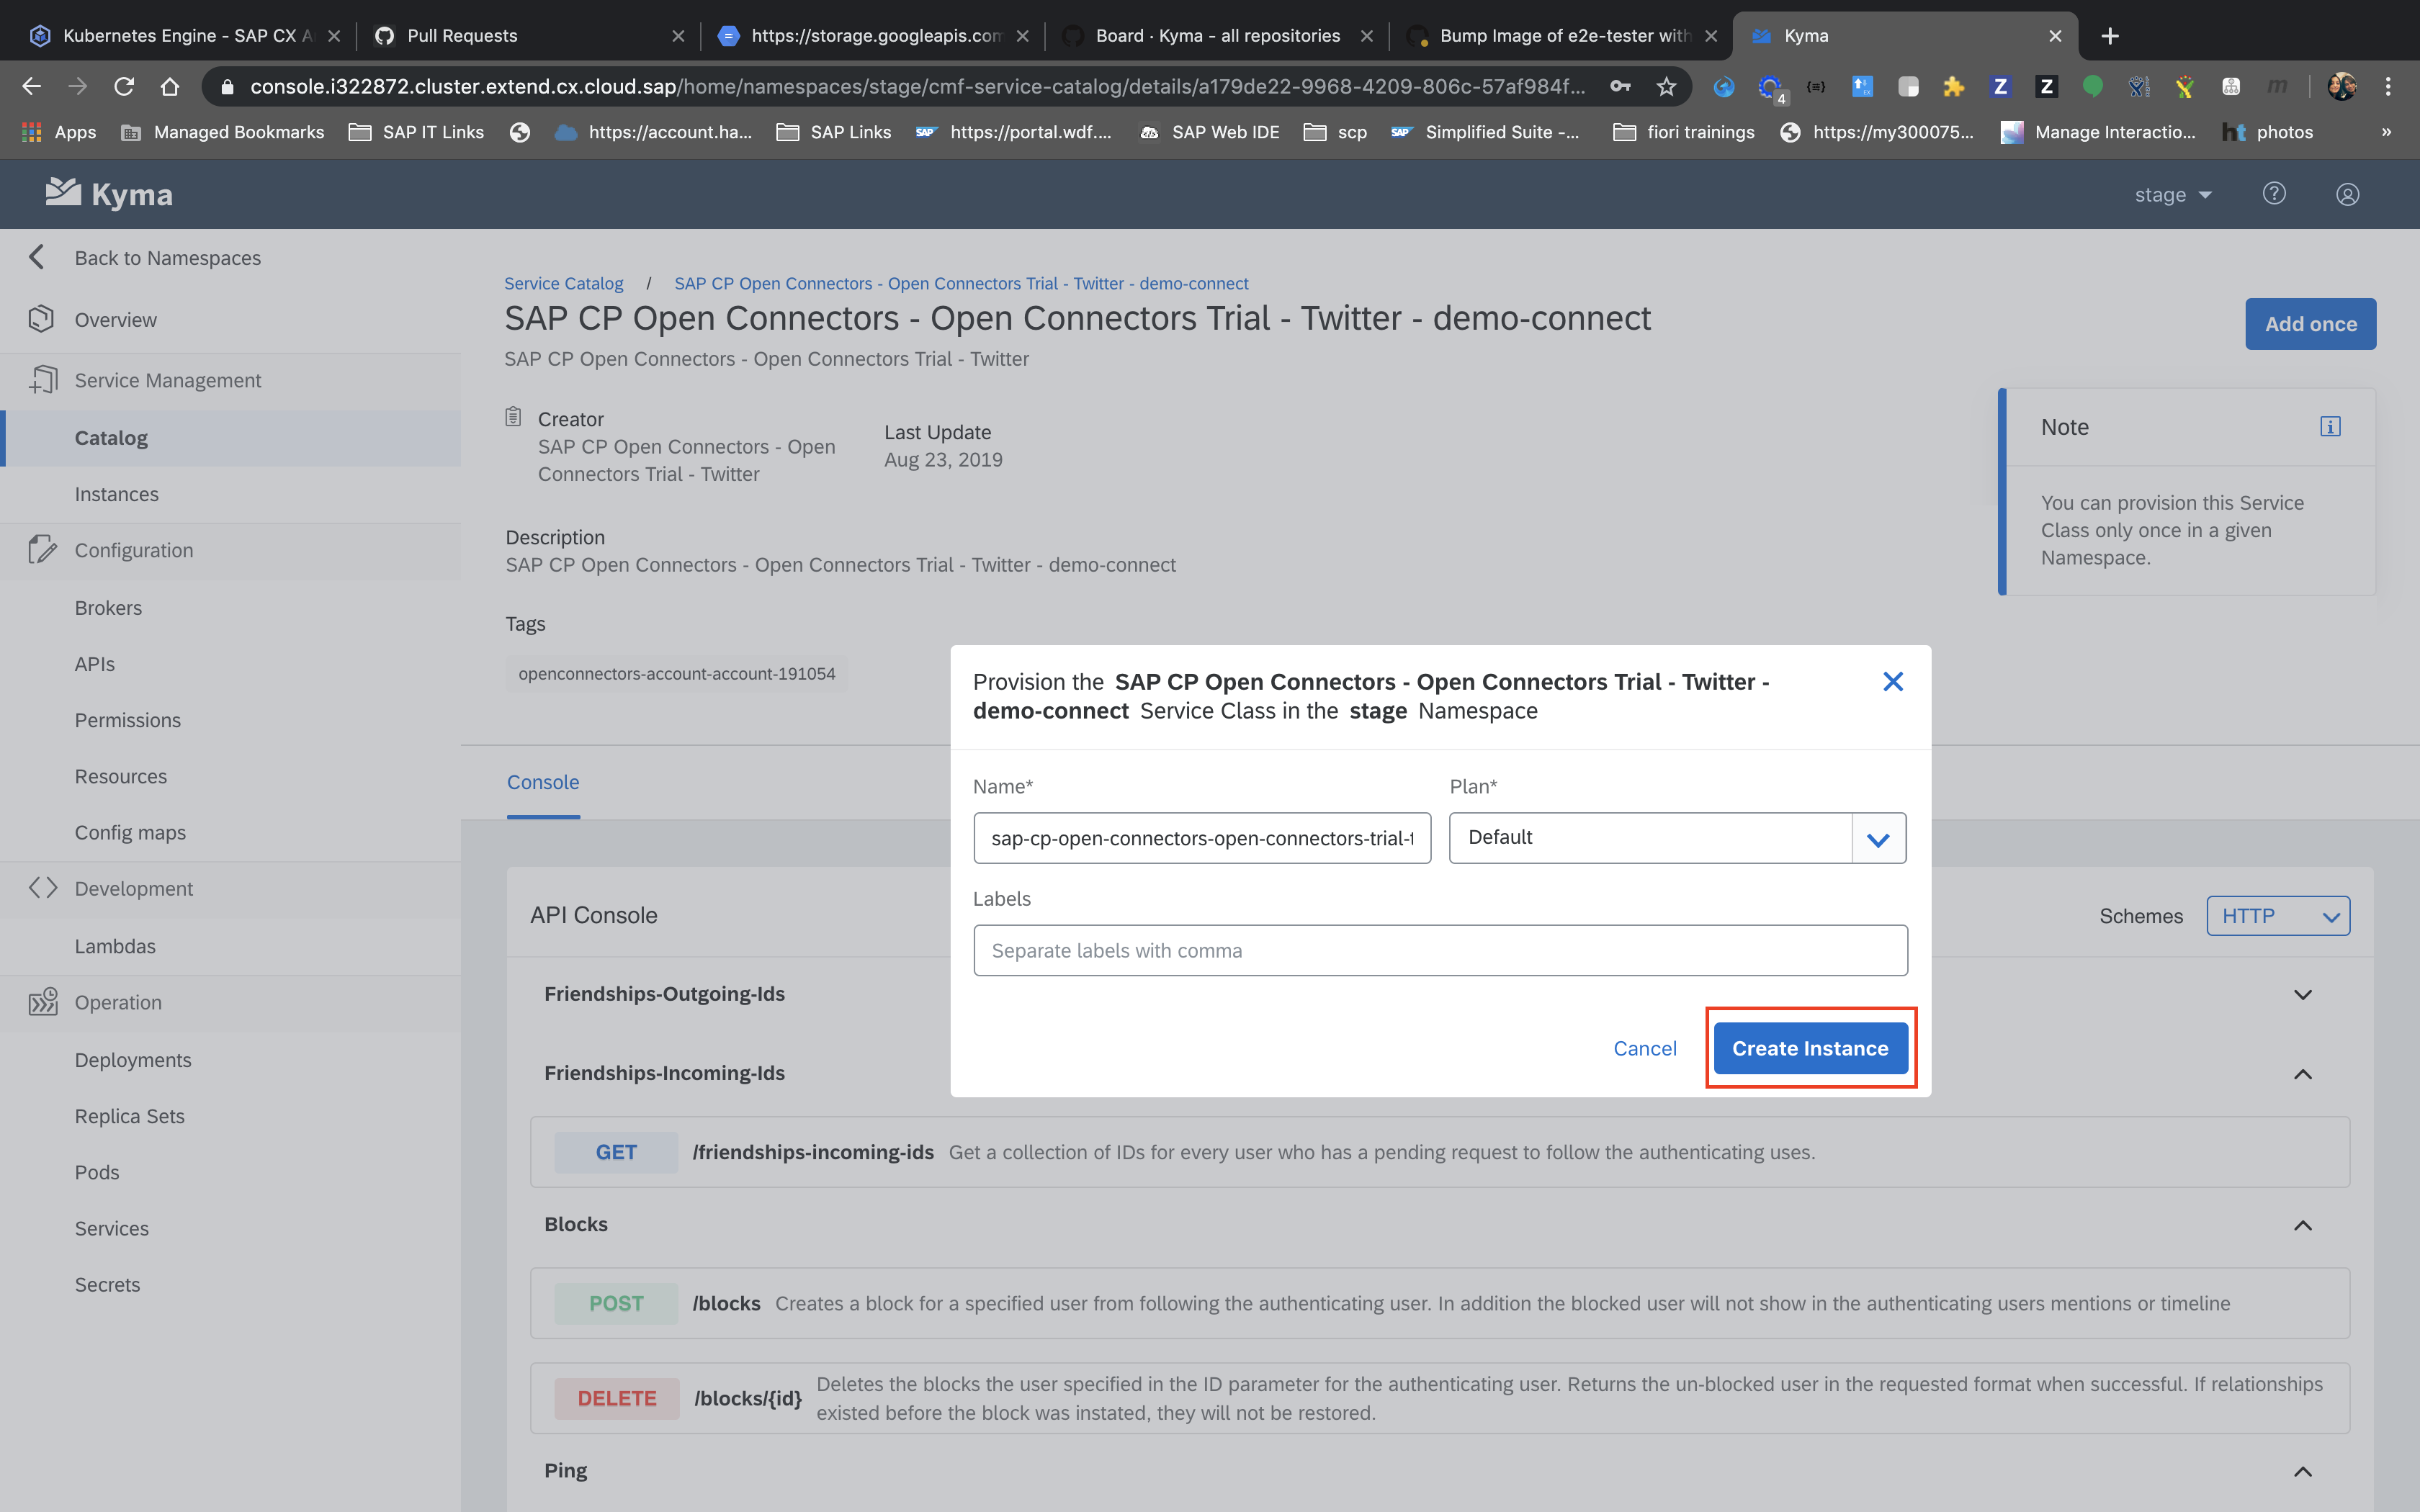 Kubernetes Engine - SAP CX A
Pull Requests
https://storage.googleapis.com
Board · Kyma - all repositories
Bump Image of e2e-tester with
Kyma
console.i322872.cluster.extend.cx.cloud.sap/home/namespaces/stage/cmf-service-catalog/details/a179de22-9968-4209-806c-57af984f...
4
Apps
Managed Bookmarks
SAP IT Links
https://account.ha...
SAP Links
SAP
https://portal.wdf....
SAP Web IDE
scp
SAP
Simplified Suite -...
fiori trainings
https://my300075...
Manage Interactio...
ht
photos
»
Kyma
stage
Back to Namespaces
Overview
Service Management
Catalog
Instances
Configuration
Brokers
APIs
Permissions
Resources
Config maps
Development
Lambdas
Operation
Deployments
Replica Sets
Pods
Services
Secrets
Service Catalog / SAP CP Open Connectors - Open Connectors Trial - Twitter - demo-connect
SAP CP Open Connectors - Open Connectors Trial - Twitter - demo-connect
Add once
SAP CP Open Connectors - Open Connectors Trial - Twitter
Creator
SAP CP Open Connectors - Open
Connectors Trial - Twitter
Last Update
Aug 23, 2019
Note
You can provision this Service
Class only once in a given
Namespace.
Description
SAP CP Open Connectors - Open Connectors Trial - Twitter - demo-connect
Tags
openconnectors-account-account-191054
Provision the SAP CP Open Connectors - Open Connectors Trial - Twitter -
demo-connect Service Class in the stage Namespace
Name*
Plan*
sap-cp-open-connectors-open-connectors-trial-t
Default
Labels
Separate labels with comma
Cancel
Create Instance
Console
API Console
Schemes
HTTP
Friendships-Outgoing-Ids
Friendships-Incoming-Ids
GET /friendships-incoming-ids Get a collection of IDs for every user who has a pending request to follow the authenticating uses.
Blocks
POST /blocks Creates a block for a specified user from following the authenticating user. In addition the blocked user will not show in the authenticating users mentions or timeline
DELETE /blocks/{id} Deletes the blocks the user specified in the ID parameter for the authenticating user. Returns the un-blocked user in the requested format when successful. If relationships
existed before the block was instated, they will not be restored.
Ping